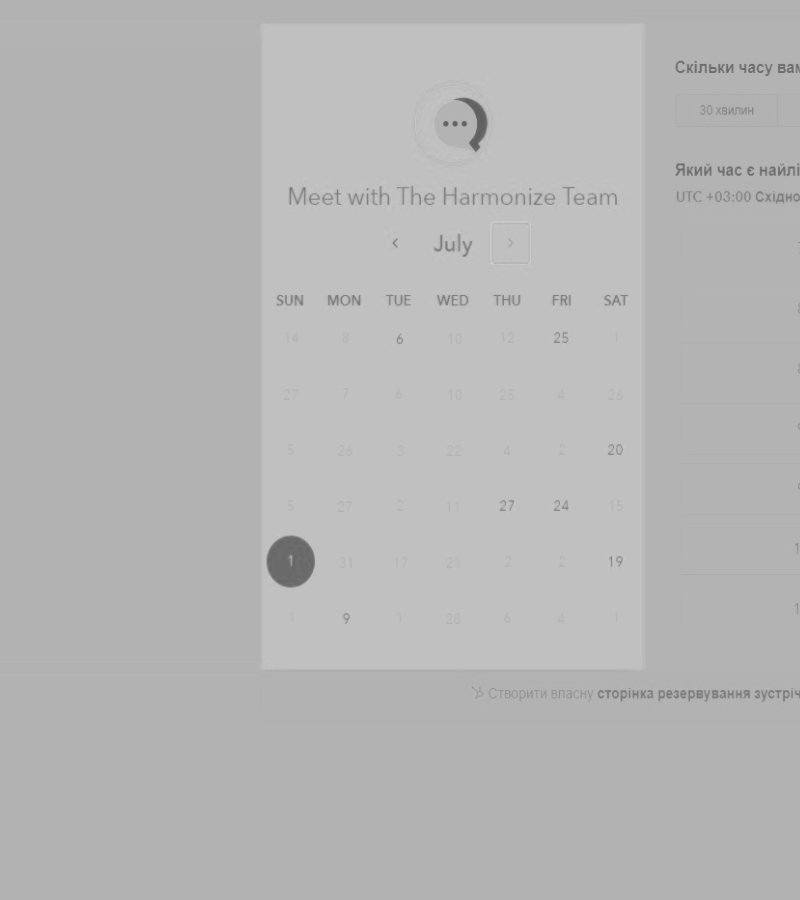 Скільки часу вам
30 хвилин
Meet with The Harmonize Team
Який час є найлі
UTC +03:00 Східно
July
SUN MON TUE WED THU FRI SAT
14 8 6 10 12 25 1
27 7 6 10 25 4 26
5 26 3 22 4 2 20
5 27 2 11 27 24 15
1 31 17 21 2 2 19
1 9 1 28 6 4 1
Створити власну сторінка резервування зустріч